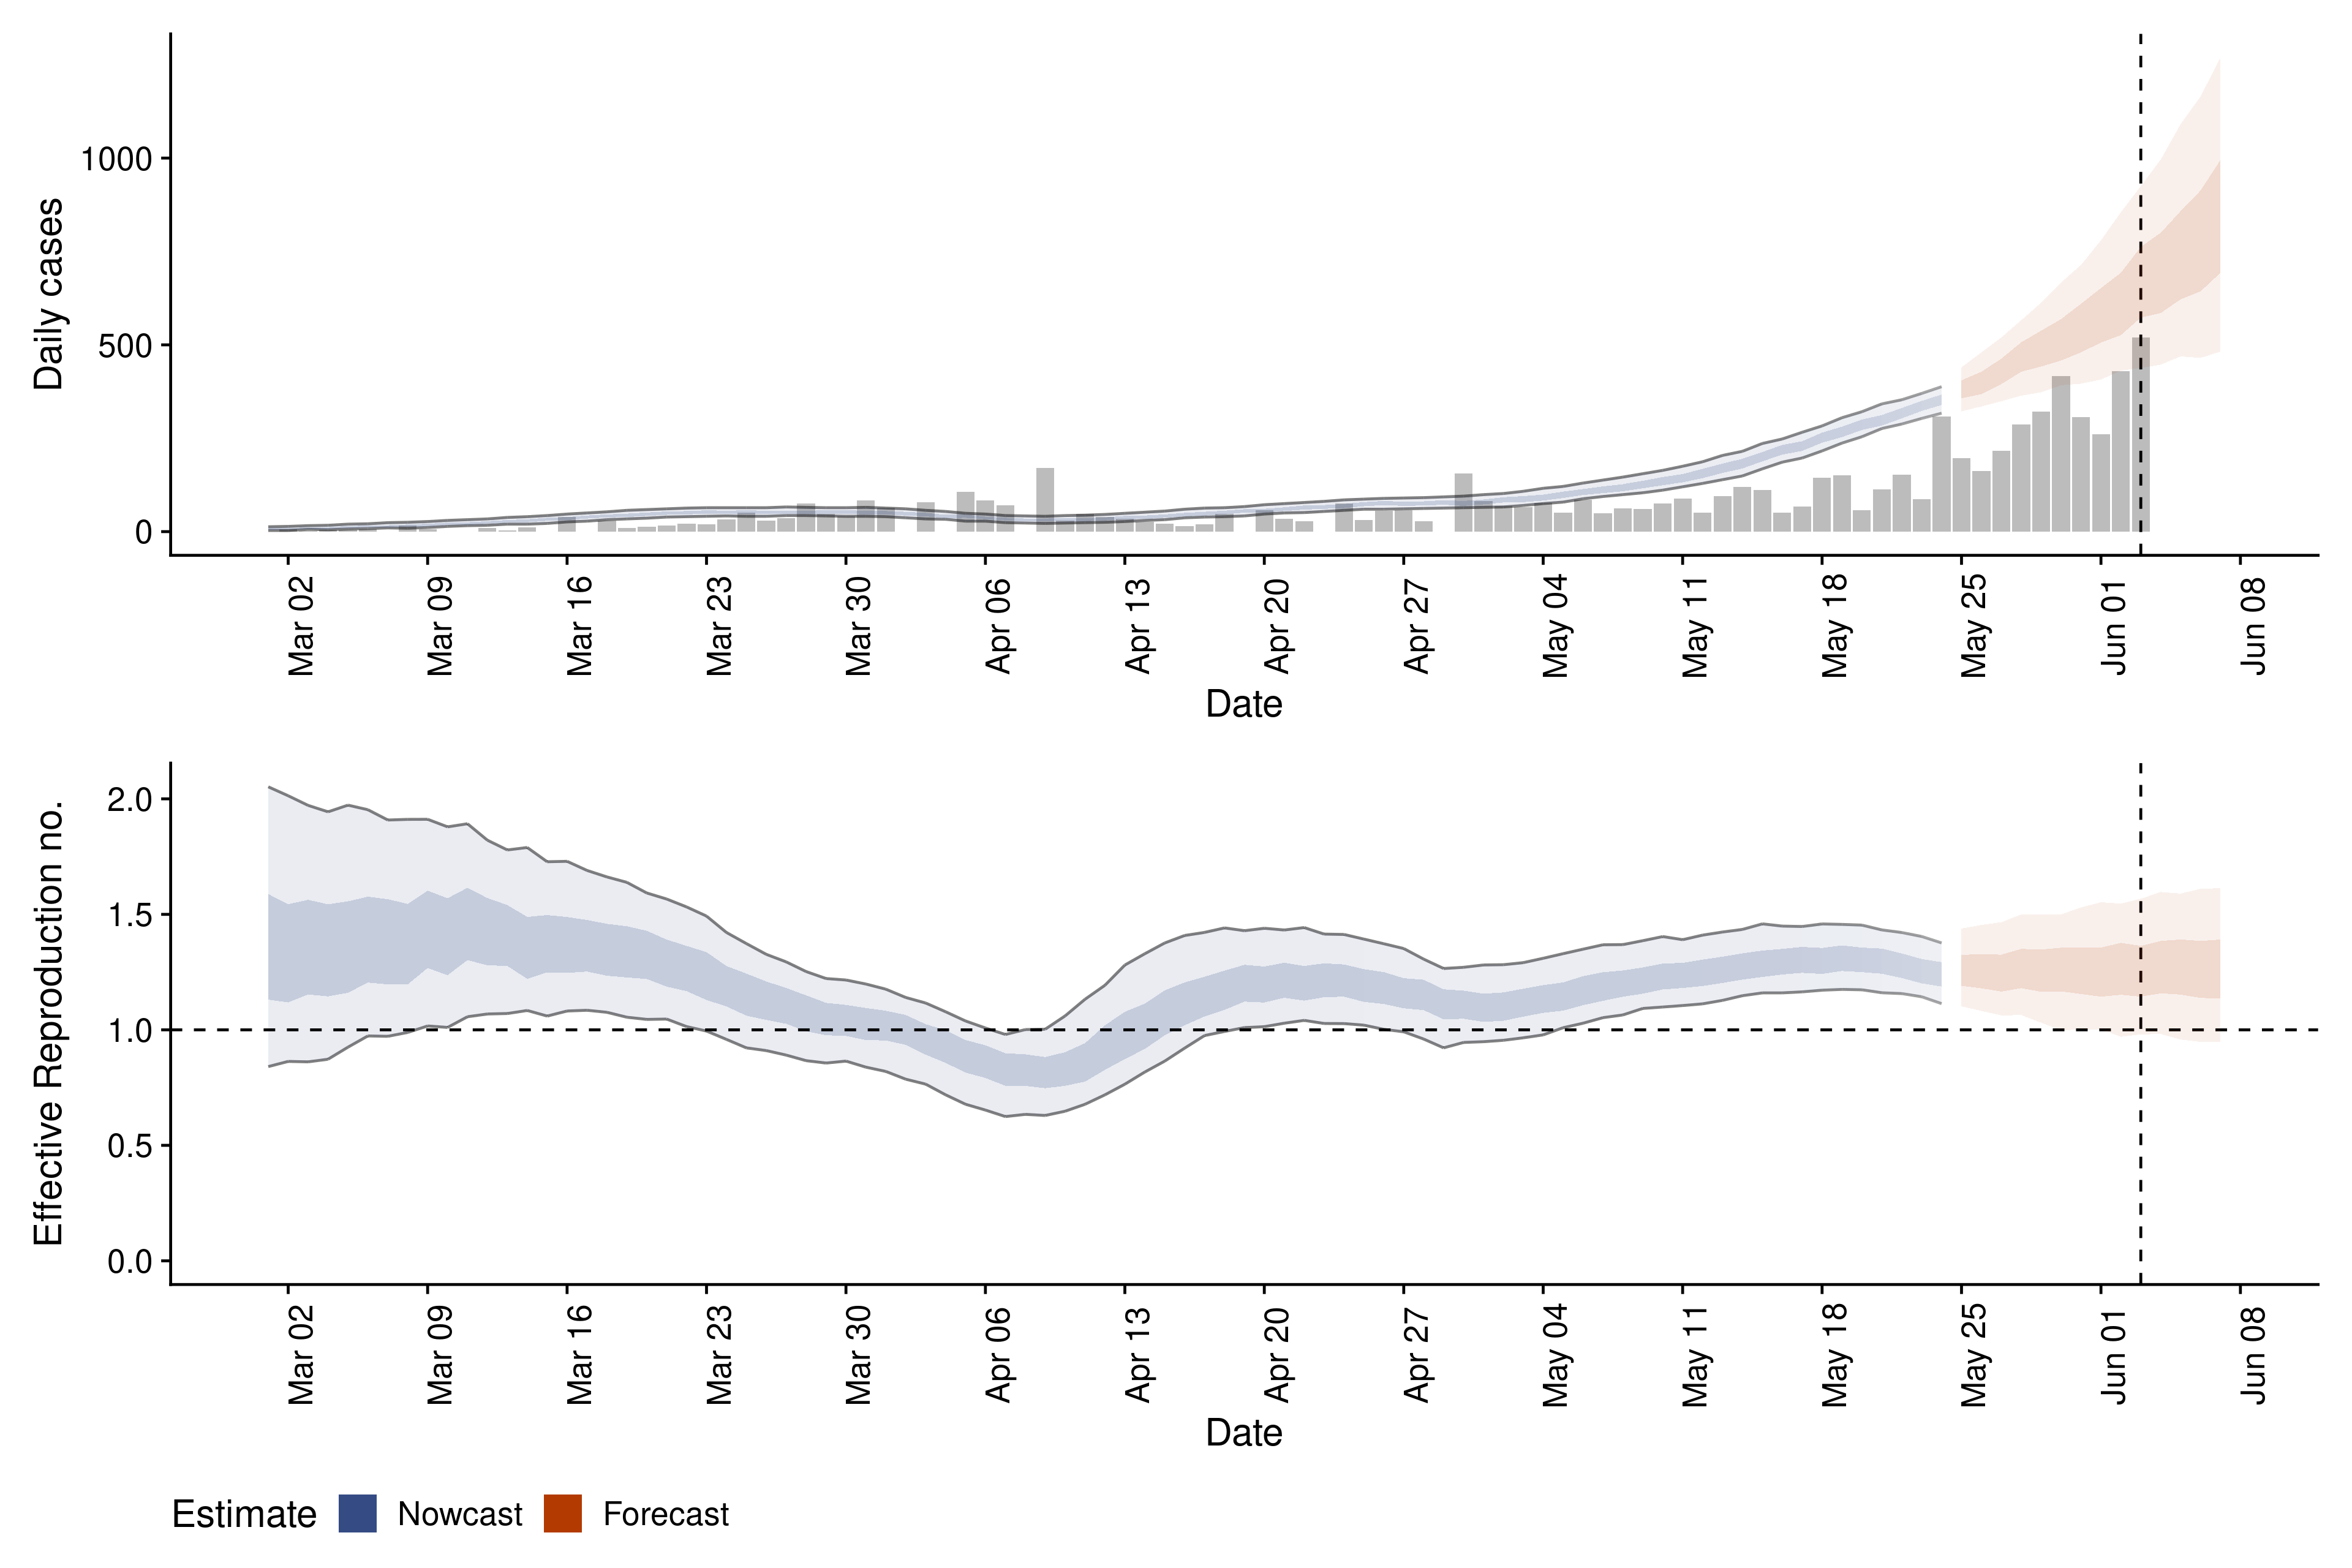 Daily cases
1000
500
0
Mar 02
Mar 09
Mar 16
Mar 23
Mar 30
Apr 06
Apr 13
Apr 20
Apr 27
May 04
May 11
May 18
May 25
Jun 01
Jun 08
Date
Effective Reproduction no.
2.0
1.5
1.0
0.5
0.0
Mar 02
Mar 09
Mar 16
Mar 23
Mar 30
Apr 06
Apr 13
Apr 20
Apr 27
May 04
May 11
May 18
May 25
Jun 01
Jun 08
Date
Estimate Nowcast Forecast